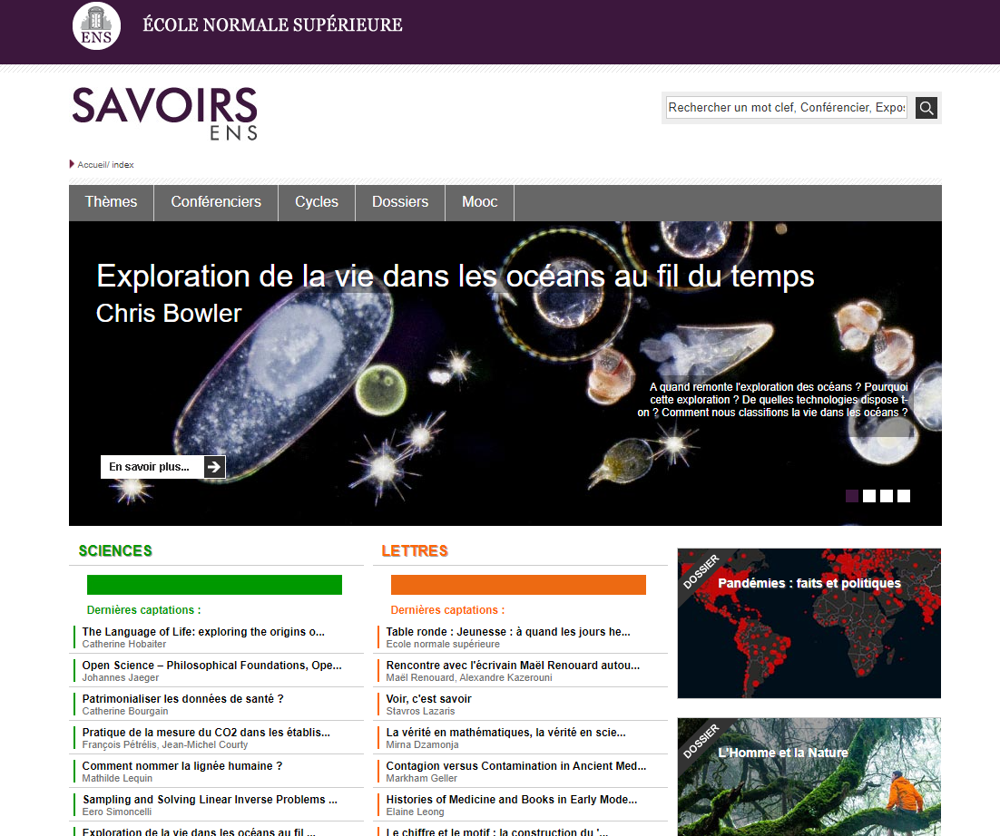 ENS
ÉCOLE NORMALE SUPÉRIEURE
SAVOIRS
ENS
Rechercher un mot clef, Conférencier, Expos
Accueil/ index
Thèmes
Conférenciers
Cycles
Dossiers
Mooc
Exploration de la vie dans les océans au fil du temps
Chris Bowler
A quand remonte l'exploration des océans ? Pourquoi
cette exploration ? De quelles technologies dispose t-
on ? Comment nous classifions la vie dans les océans ?
En savoir plus...
SCIENCES
Dernières captations :
The Language of Life: exploring the origins o...
Catherine Hobaiter
Open Science – Philosophical Foundations, Ope...
Johannes Jaeger
Patrimonialiser les données de santé ?
Catherine Bourgain
Pratique de la mesure du CO2 dans les établis...
François Pétrélis, Jean-Michel Courty
Comment nommer la lignée humaine ?
Mathilde Lequin
Sampling and Solving Linear Inverse Problems ...
Eero Simoncelli
Exploration de la vie dans les océans au fil ...
LETTRES
Dernières captations :
Table ronde : Jeunesse : à quand les jours he...
Ecole normale supérieure
Rencontre avec l'écrivain Maël Renouard autou...
Maël Renouard, Alexandre Kazerouni
Voir, c'est savoir
Stavros Lazaris
La vérité en mathématiques, la vérité en scie...
Mirna Dzamonja
Contagion versus Contamination in Ancient Med...
Markham Geller
Histories of Medicine and Books in Early Mode...
Elaine Leong
Le chiffre et le motif : la construction du '...
DOSSIER
Pandémies : faits et politiques
DOSSIER
L'Homme et la Nature